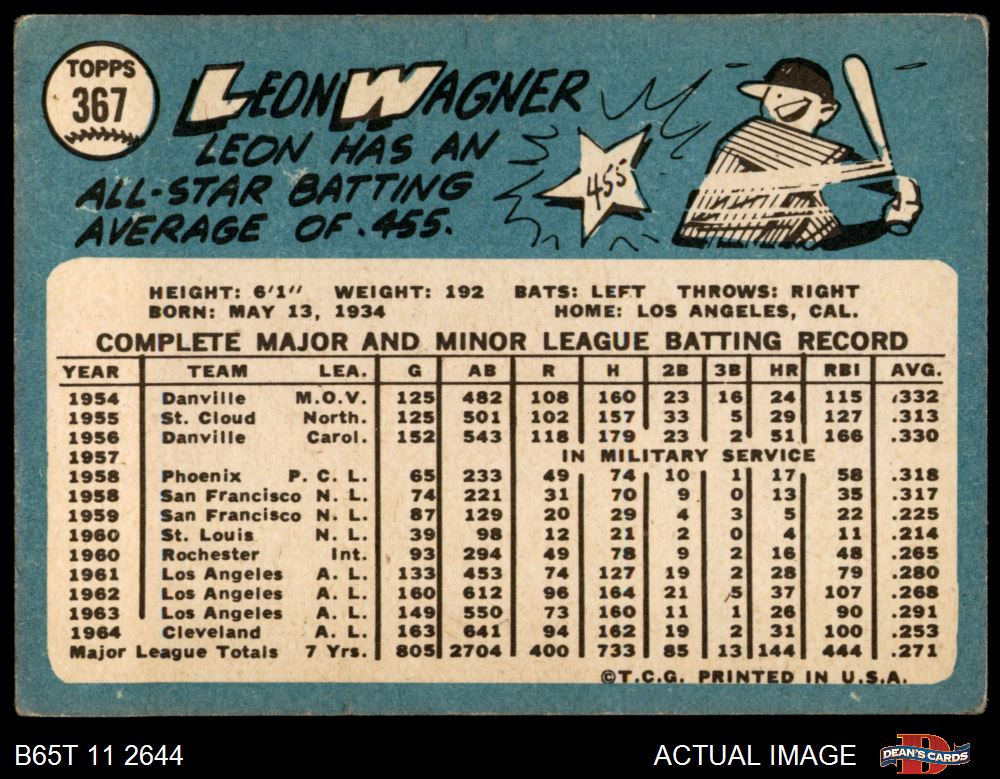 TOPPS
367
LEON WAGNER
LEON HAS AN
ALL-STAR BATTING
AVERAGE OF .455.
455
HEIGHT: 6'1" WEIGHT: 192 BATS: LEFT THROWS: RIGHT
BORN: MAY 13, 1934 HOME: LOS ANGELES, CAL.
COMPLETE MAJOR AND MINOR LEAGUE BATTING RECORD
YEAR TEAM LEA. G AB R H 2B 3B HR RBI AVG.
1954 Danville M.O.V. 125 482 108 160 23 16 24 115 .332
1955 St. Cloud North. 125 501 102 157 33 5 29 127 .313
1956 Danville Carol. 152 543 118 179 23 2 51 166 .330
1957 IN MILITARY SERVICE
1958 Phoenix P. C. L. 65 233 49 74 10 1 17 58 .318
1958 San Francisco N. L. 74 221 31 70 9 0 13 35 .317
1959 San Francisco N. L. 87 129 20 29 4 3 5 22 .225
1960 St. Louis N. L. 39 98 12 21 2 0 4 11 .214
1960 Rochester Int. 93 294 49 78 9 2 16 48 .265
1961 Los Angeles A. L. 133 453 74 127 19 2 28 79 .280
1962 Los Angeles A. L. 160 612 96 164 21 5 37 107 .268
1963 Los Angeles A. L. 149 550 73 160 11 1 26 90 .291
1964 Cleveland A. L. 163 641 94 162 19 2 31 100 .253
Major League Totals 7 Yrs. 805 2704 400 733 85 13 144 444 .271
©T.C.G. PRINTED IN U.S.A.
B65T 11 2644
ACTUAL IMAGE
D
DEAN'S CARDS